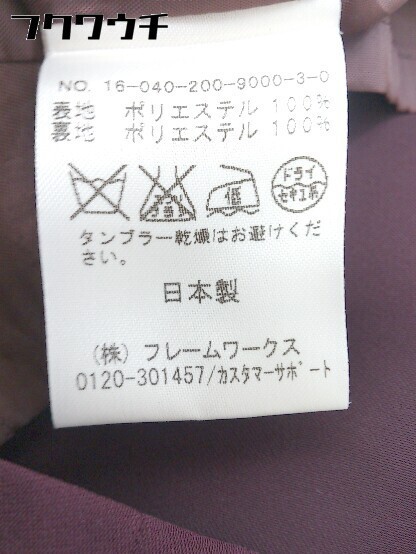 フクウウチ
NO. 16-040-200-9000-3-0
表地 ポリエステル 100%
裏地 ポリエステル 100%
低
ドライ
セキユ系
タンブラー乾燥はお避けくだ
さい。
日本製
(株) フレームワークス
0120-301457/カスタマーサポート